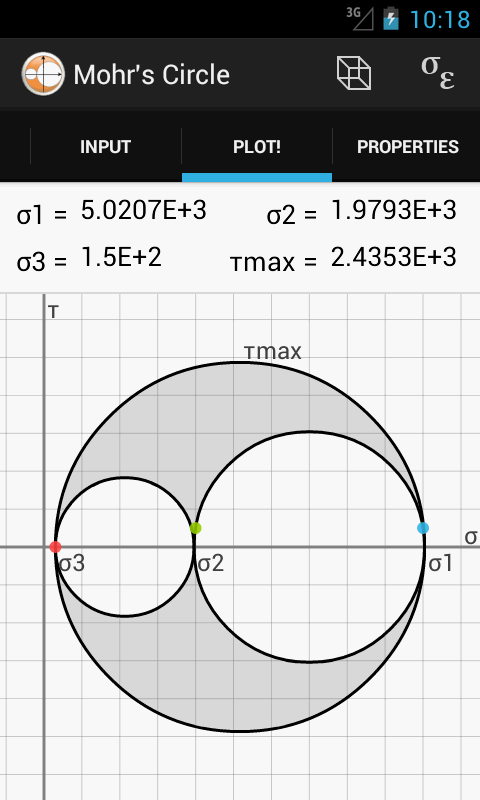 3G 10:18
Mohr's Circle σε
INPUT PLOT! PROPERTIES
σ1 = 5.0207E+3 σ2 = 1.9793E+3
σ3 = 1.5E+2 τmax = 2.4353E+3
τ
τmax
σ
σ3 σ2 σ1